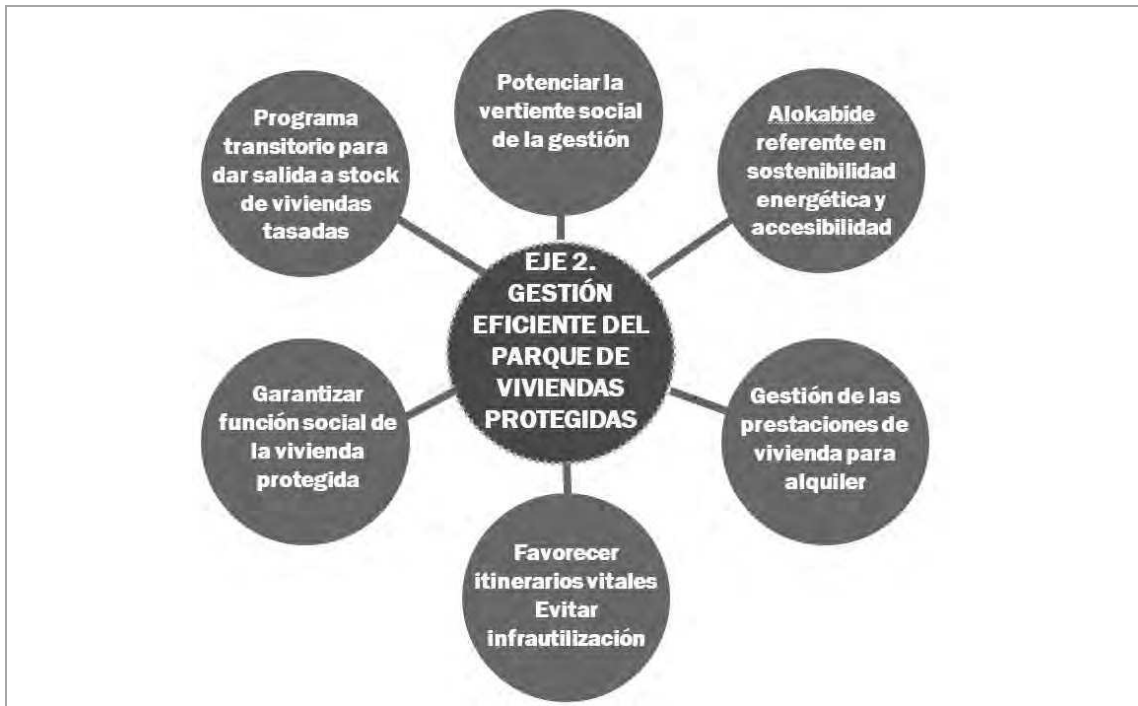 Potenciar la
vertiente social
de la gestión
Alokabide
referente en
sostenibilidad
energética y
accesibilidad
Gestión de las
prestaciones de
vivienda para
alquiler
Favorecer
itinerarios vitales
Evitar
infrautilización
Garantizar
función social de
la vivienda
protegida
Programa
transitorio para
dar salida a stock
de viviendas
tasadas
EJE 2.
GESTIÓN
EFICIENTE DEL
PARQUE DE
VIVIENDAS
PROTEGIDAS